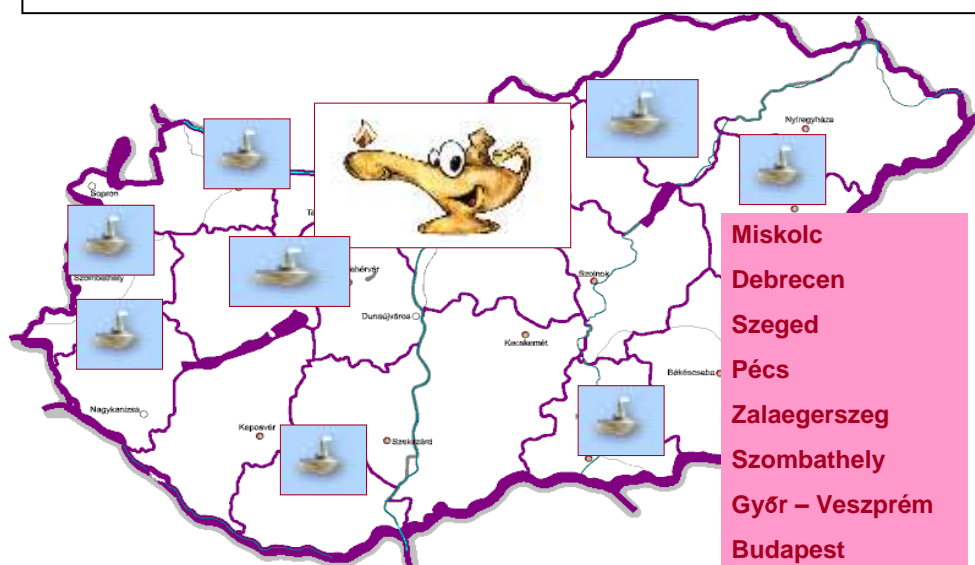 Nyíregyháza
Sopron
Szombathely
Szolnok
Dunaújváros
Kecskemét
Békéscsaba
Nagykanizsa
Kaposvár
Szekszárd
Miskolc
Debrecen
Szeged
Pécs
Zalaegerszeg
Szombathely
Győr – Veszprém
Budapest